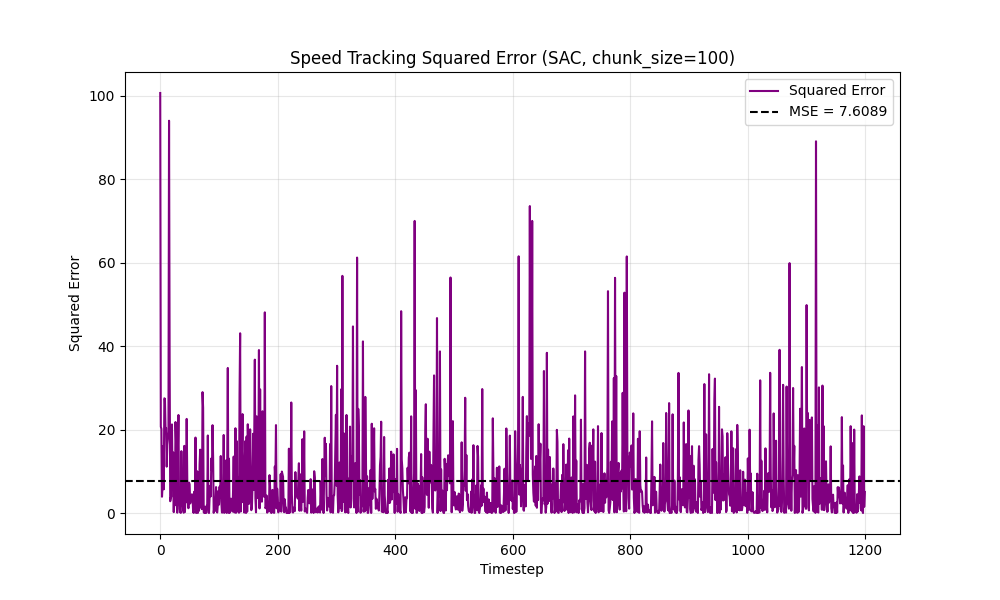 Speed Tracking Squared Error (SAC, chunk_size=100)
Squared Error
MSE = 7.6089
100
80
60
40
20
0
Squared Error
0 200 400 600 800 1000 1200
Timestep